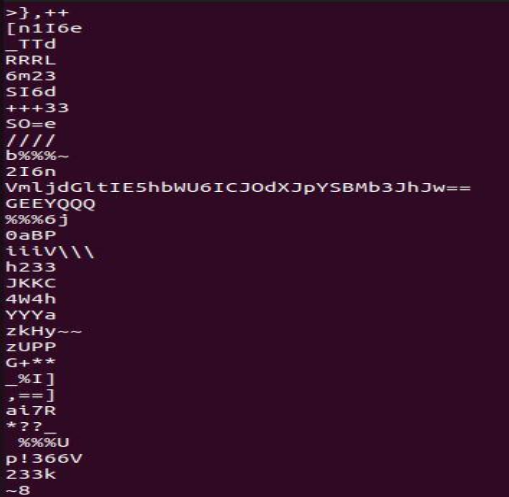 >},++
[n1I6e
_TTd
RRRL
6m23
SI6d
+++33
SO=e
////
b%%%~
2I6n
VmljdGltIE5hbWU6ICJOdXJpYSBMb3JhJw==
GEEYQQQ
%%%6j
0aBP
iiiV\\\
h233
JKKC
4W4h
YYYa
zkHy~~
zUPP
G+**
_%I]
,==]
ai7R
*??_
%%%U
p!366V
233k
~8